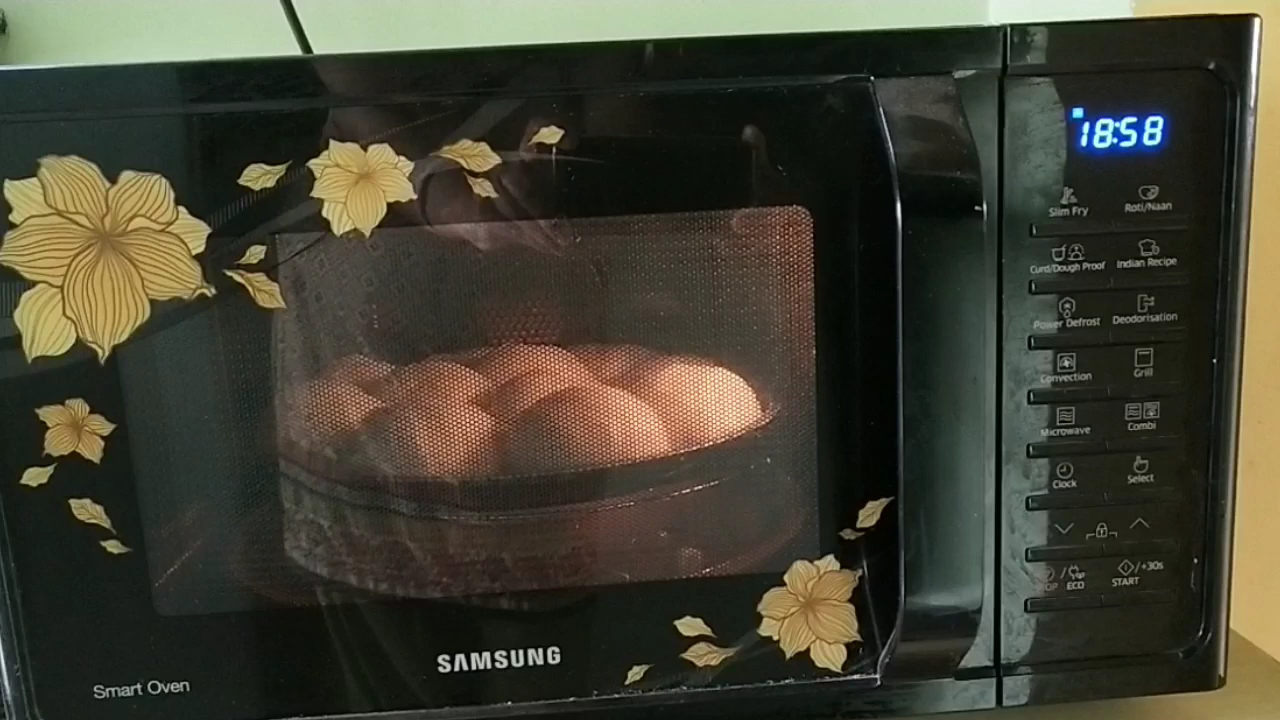 18:58
Slim Fry Roti/Naan
Curd/Dough Proof Indian Recipe
Power Defrost Deodorisation
Convection Grill
Microwave Combi
Clock Select
/+30s
ECO START
SAMSUNG
Smart Oven